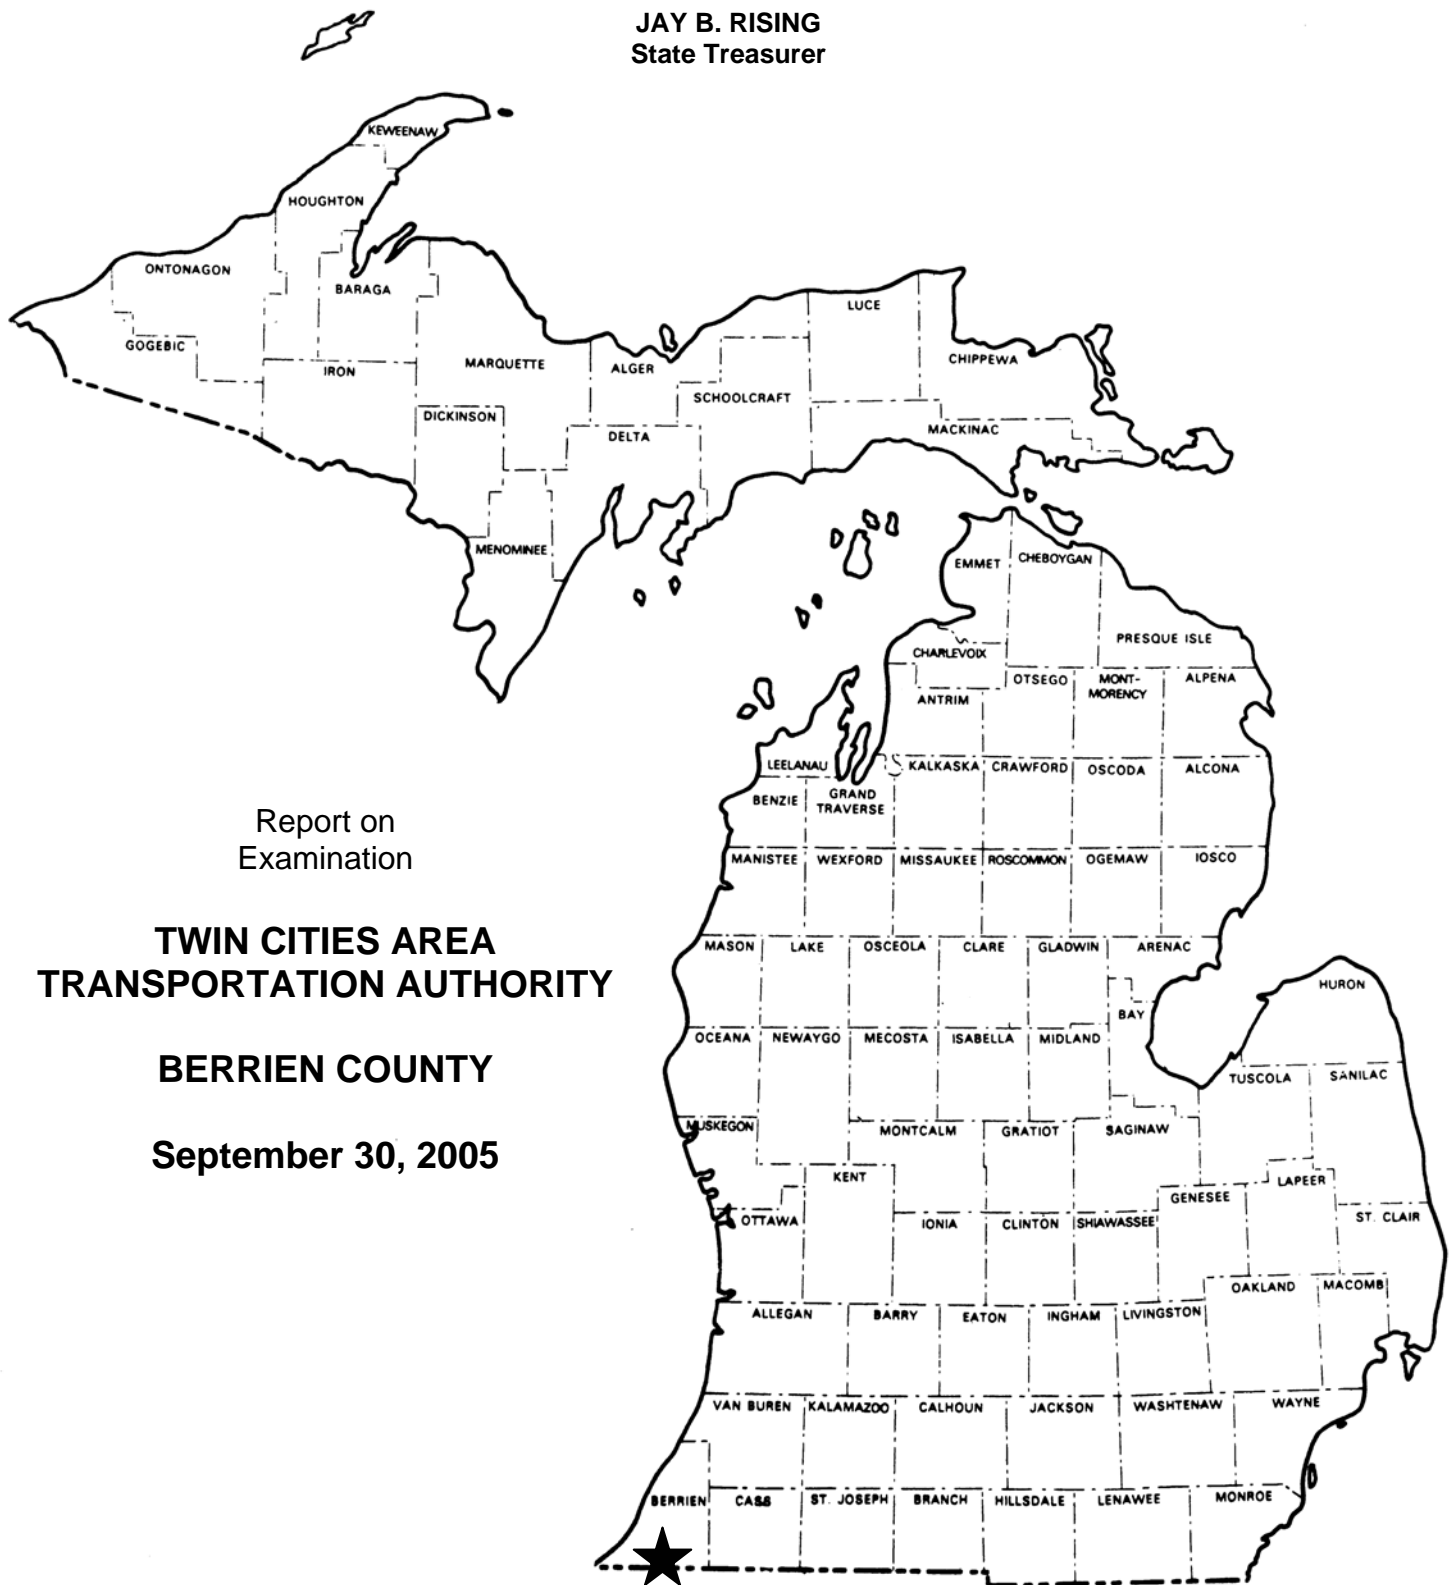 JAY B. RISING
State Treasurer
KEWEENAW
HOUGHTON
ONTONAGON
BARAGA
LUCE
GOGEBIC
MARQUETTE
ALGER
CHIPPEWA
IRON
SCHOOLCRAFT
DICKINSON
DELTA
MACKINAC
MENOMINEE
EMMET
CHEBOYGAN
PRESQUE ISLE
CHARLEVOIX
OTSEGO
MONT-
MORENCY
ALPENA
ANTRIM
LEELANAU
KALKASKA
CRAWFORD
OSCODA
ALCONA
BENZIE
GRAND
TRAVERSE
Report on
Examination
MANISTEE
WEXFORD
MISSAUKEE
ROSCOMMON
OGEMAW
IOSCO
TWIN CITIES AREA
TRANSPORTATION AUTHORITY
MASON
LAKE
OSCEOLA
CLARE
GLADWIN
ARENAC
HURON
BAY
BERRIEN COUNTY
OCEANA
NEWAYGO
MECOSTA
ISABELLA
MIDLAND
TUSCOLA
SANILAC
September 30, 2005
MUSKEGON
MONTCALM
GRATIOT
SAGINAW
KENT
GENESEE
LAPEER
OTTAWA
IONIA
CLINTON
SHIAWASSEE
ST. CLAIR
OAKLAND
MACOMB
ALLEGAN
BARRY
EATON
INGHAM
LIVINGSTON
VAN BUREN
KALAMAZOO
CALHOUN
JACKSON
WASHTENAW
WAYNE
BERRIEN
CASS
ST. JOSEPH
BRANCH
HILLSDALE
LENAWEE
MONROE